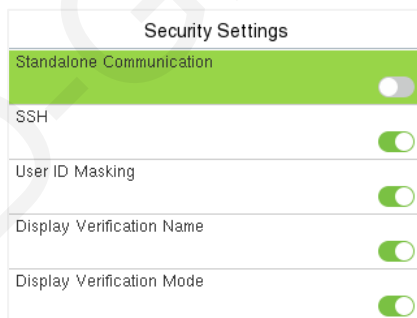 Security Settings
Standalone Communication
SSH
User ID Masking
Display Verification Name
Display Verification Mode